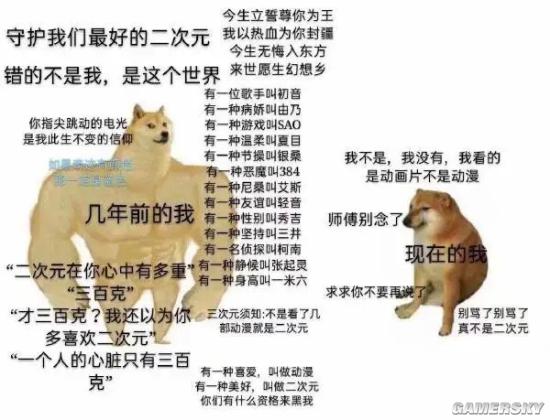 今生立誓尊你为王
我以热血为你封疆
今生无悔入东方
来世愿生幻想乡
守护我们最好的二次元
错的不是我，是这个世界
你指尖跳动的电光
是我此生不变的信仰
几年前的我
“二次元在你心中有多重”
“三百克”
“才三百克？我还以为你
多喜欢二次元”
“一个人的心脏只有三百
克”
有一位歌手叫初音
有一种病娇叫由乃
有一种游戏叫SAO
有一种温柔叫夏目
有一种节操叫银桑
有一种恶魔叫384
有一种尼桑叫艾斯
有一种友谊叫轻音
有一种性别叫秀吉
有一种坚持叫三井
有一名侦探叫柯南
有一种静候叫张起灵
有一种身高叫一米六
三次元须知:不是看了几
部动漫就是二次元
有一种喜爱，叫做动漫
有一种美好，叫做二次元
你们有什么资格来黑我
我不是，我没有，我看的
是动画片不是动漫
师傅别念了
现在的我
求求你不要再说了
别骂了别骂了
真不是二次元
GAMERSKY